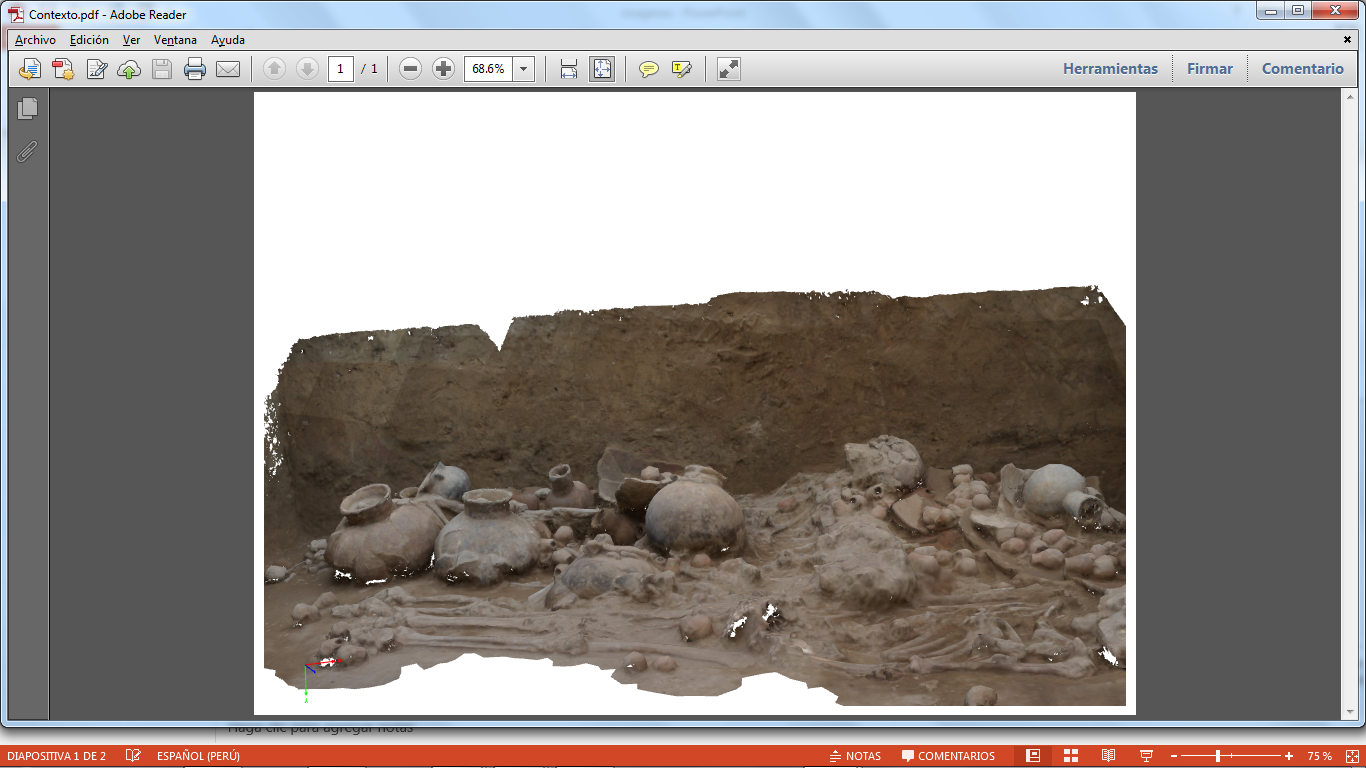 Contexto.pdf - Adobe Reader
Archivo Edición Ver Ventana Ayuda
1 / 1 68.6% Herramientas Firmar Comentario
Haga clic para agregar notas
DIAPOSITIVA 1 DE 2 ESPAÑOL (PERÚ) NOTAS COMENTARIOS 75 %